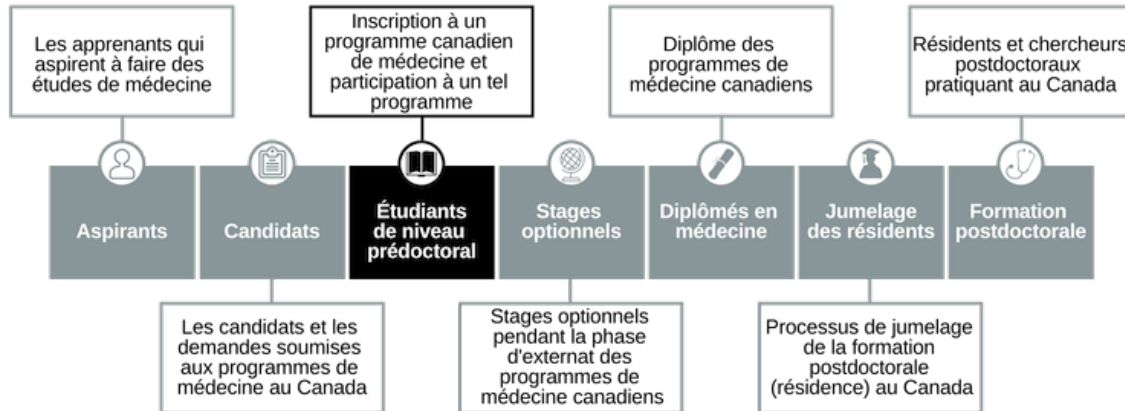 Les apprenants qui
aspirent à faire des
études de médecine
Inscription à un
programme canadien
de médecine et
participation à un tel
programme
Diplôme des
programmes de
médecine canadiens
Résidents et chercheurs
postdoctoraux
pratiquant au Canada
Aspirants
Candidats
Étudiants
de niveau
prédoctoral
Stages
optionnels
Diplômés en
médecine
Jumelage
des résidents
Formation
postdoctorale
Les candidats et les
demandes soumises
aux programmes de
médecine au Canada
Stages optionnels
pendant la phase
d'externat des
programmes de
médecine canadiens
Processus de jumelage
de la formation
postdoctorale
(résidence) au Canada